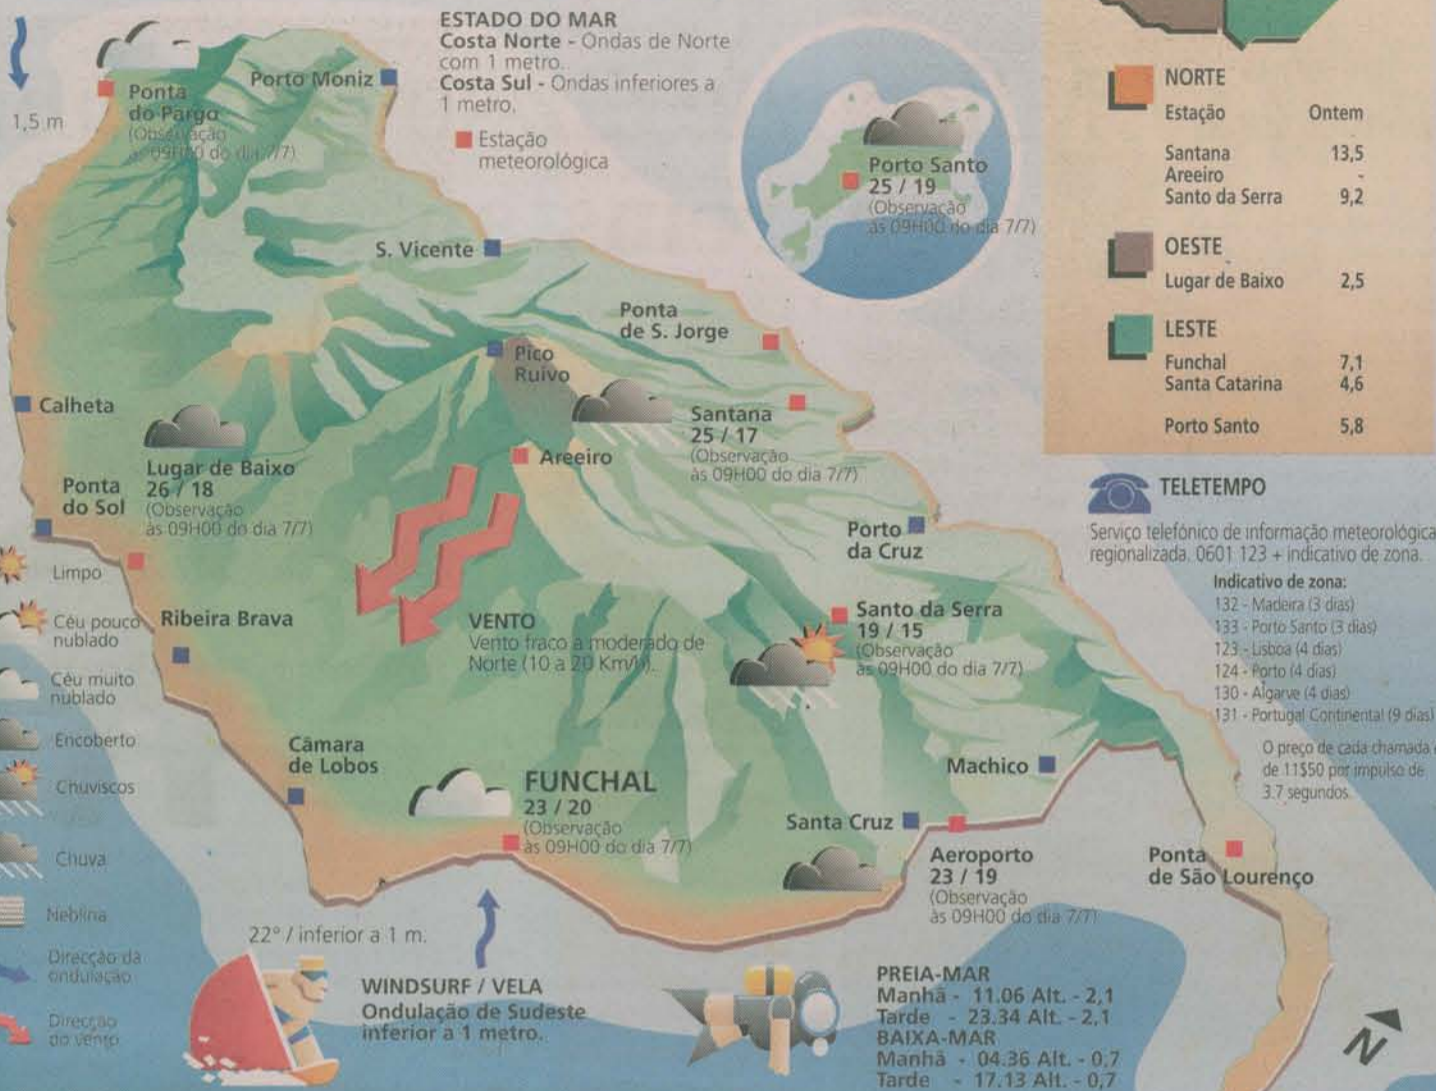 ESTADO DO MAR
Costa Norte - Ondas de Norte
com 1 metro.
Costa Sul - Ondas inferiores a
1 metro.
Estação
meteorológica
1,5 m
Ponta
do Pargo
(Observação
às 09H00 do dia 7/7)
Porto Moniz
Porto Santo
25 / 19
(Observação
às 09H00 do dia 7/7)
S. Vicente
Ponta
de S. Jorge
Pico
Ruivo
Calheta
Santana
25 / 17
(Observação
às 09H00 do dia 7/7)
Areeiro
Lugar de Baixo
26 / 18
(Observação
às 09H00 do dia 7/7)
Ponta
do Sol
Porto
da Cruz
Ribeira Brava
VENTO
Vento fraco a moderado de
Norte (10 a 20 Km/h).
Santo da Serra
19 / 15
(Observação
às 09H00 do dia 7/7)
Câmara
de Lobos
FUNCHAL
23 / 20
(Observação
às 09H00 do dia 7/7)
Machico
Santa Cruz
Aeroporto
23 / 19
(Observação
às 09H00 do dia 7/7)
Ponta
de São Lourenço
Limpo
Céu pouco
nublado
Céu muito
nublado
Encoberto
Chuviscos
Chuva
Neblina
Direcção da
ondulação
Direcção
do vento
22° / inferior a 1 m.
WINDSURF / VELA
Ondulação de Sudeste
inferior a 1 metro.
PREIA-MAR
Manhã - 11.06 Alt. - 2,1
Tarde - 23.34 Alt. - 2,1
BAIXA-MAR
Manhã - 04.36 Alt. - 0,7
Tarde - 17.13 Alt. - 0,7
N
NORTE
Estação Ontem
Santana 13,5
Areeiro -
Santo da Serra 9,2
OESTE
Lugar de Baixo 2,5
LESTE
Funchal 7,1
Santa Catarina 4,6
Porto Santo 5,8
TELETEMPO
Serviço telefónico de informação meteorológica
regionalizada. 0601 123 + indicativo de zona.
Indicativo de zona:
132 - Madeira (3 dias)
133 - Porto Santo (3 dias)
123 - Lisboa (4 dias)
124 - Porto (4 dias)
130 - Algarve (4 dias)
131 - Portugal Continental (9 dias)
O preço de cada chamada
de 11$50 por impulso de
3.7 segundos.